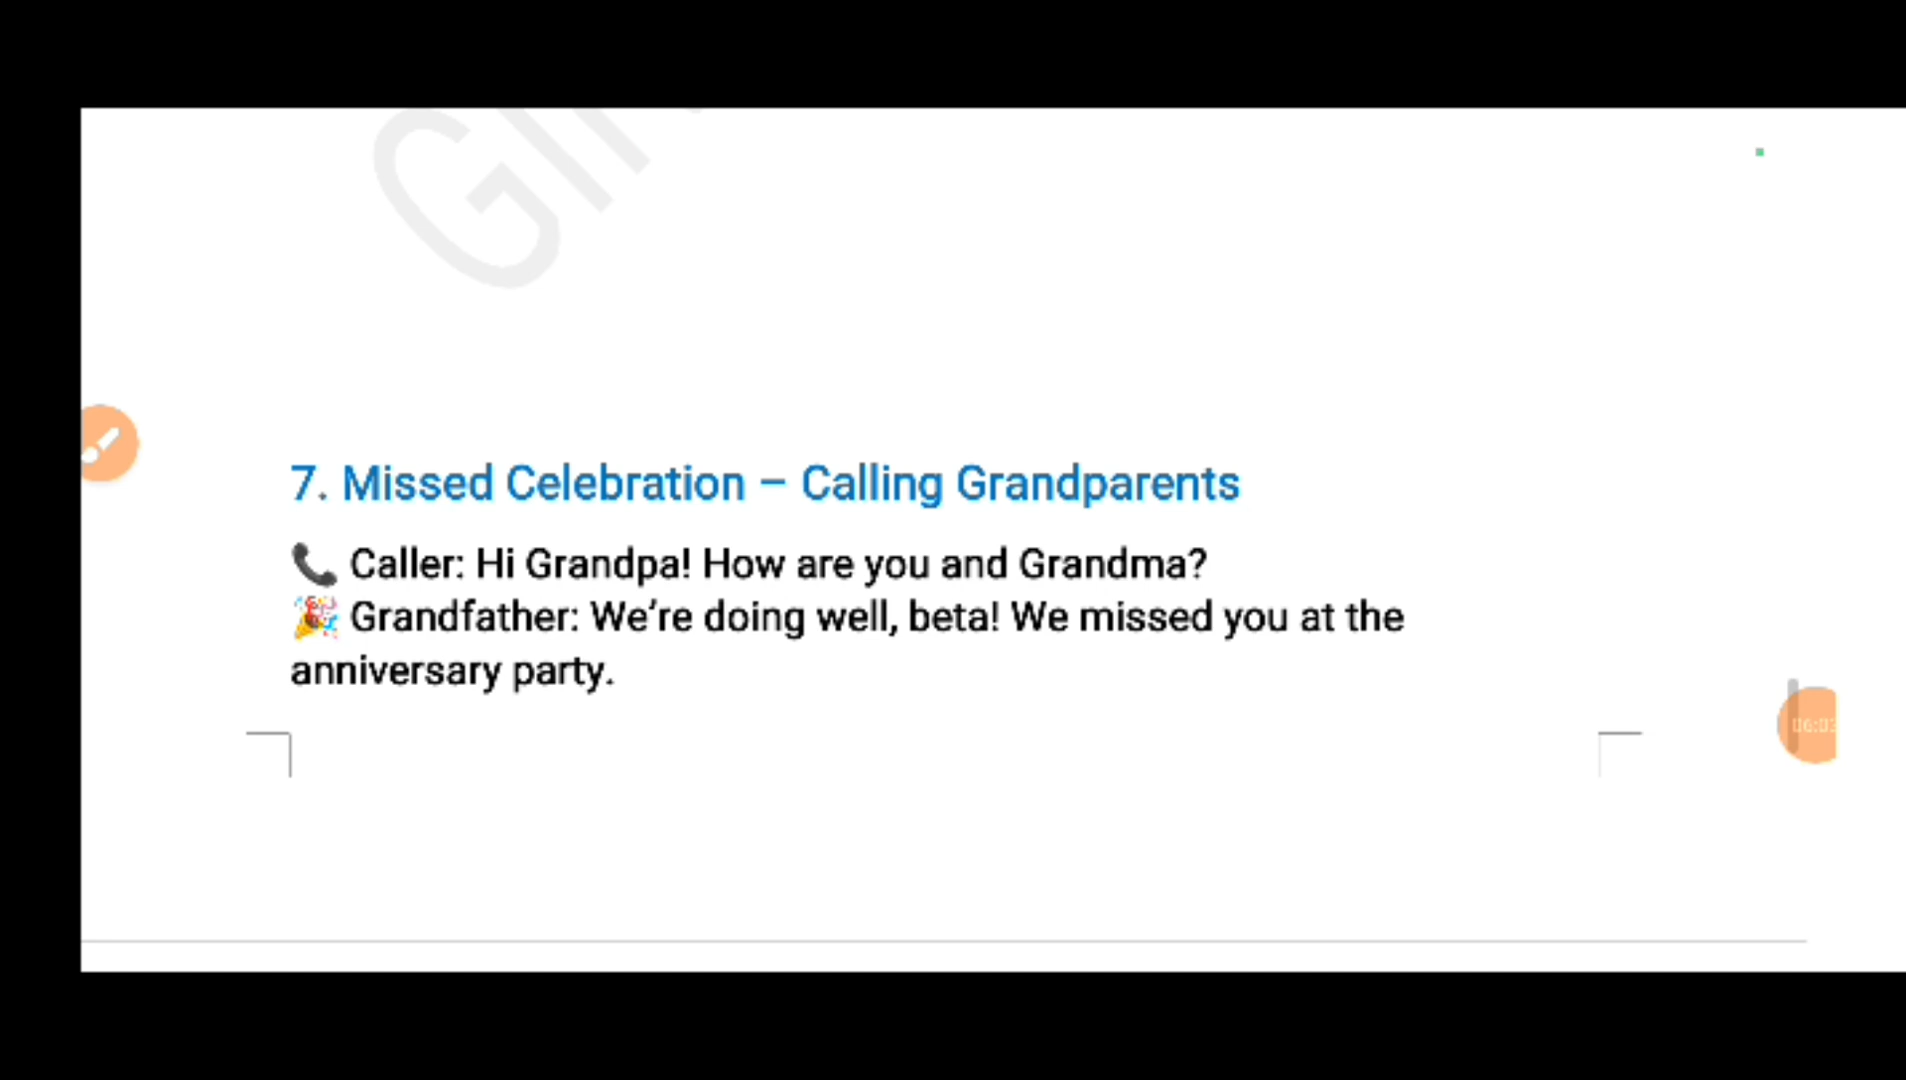 7. Missed Celebration – Calling Grandparents
📞 Caller: Hi Grandpa! How are you and Grandma?
🎉 Grandfather: We’re doing well, beta! We missed you at the
anniversary party.